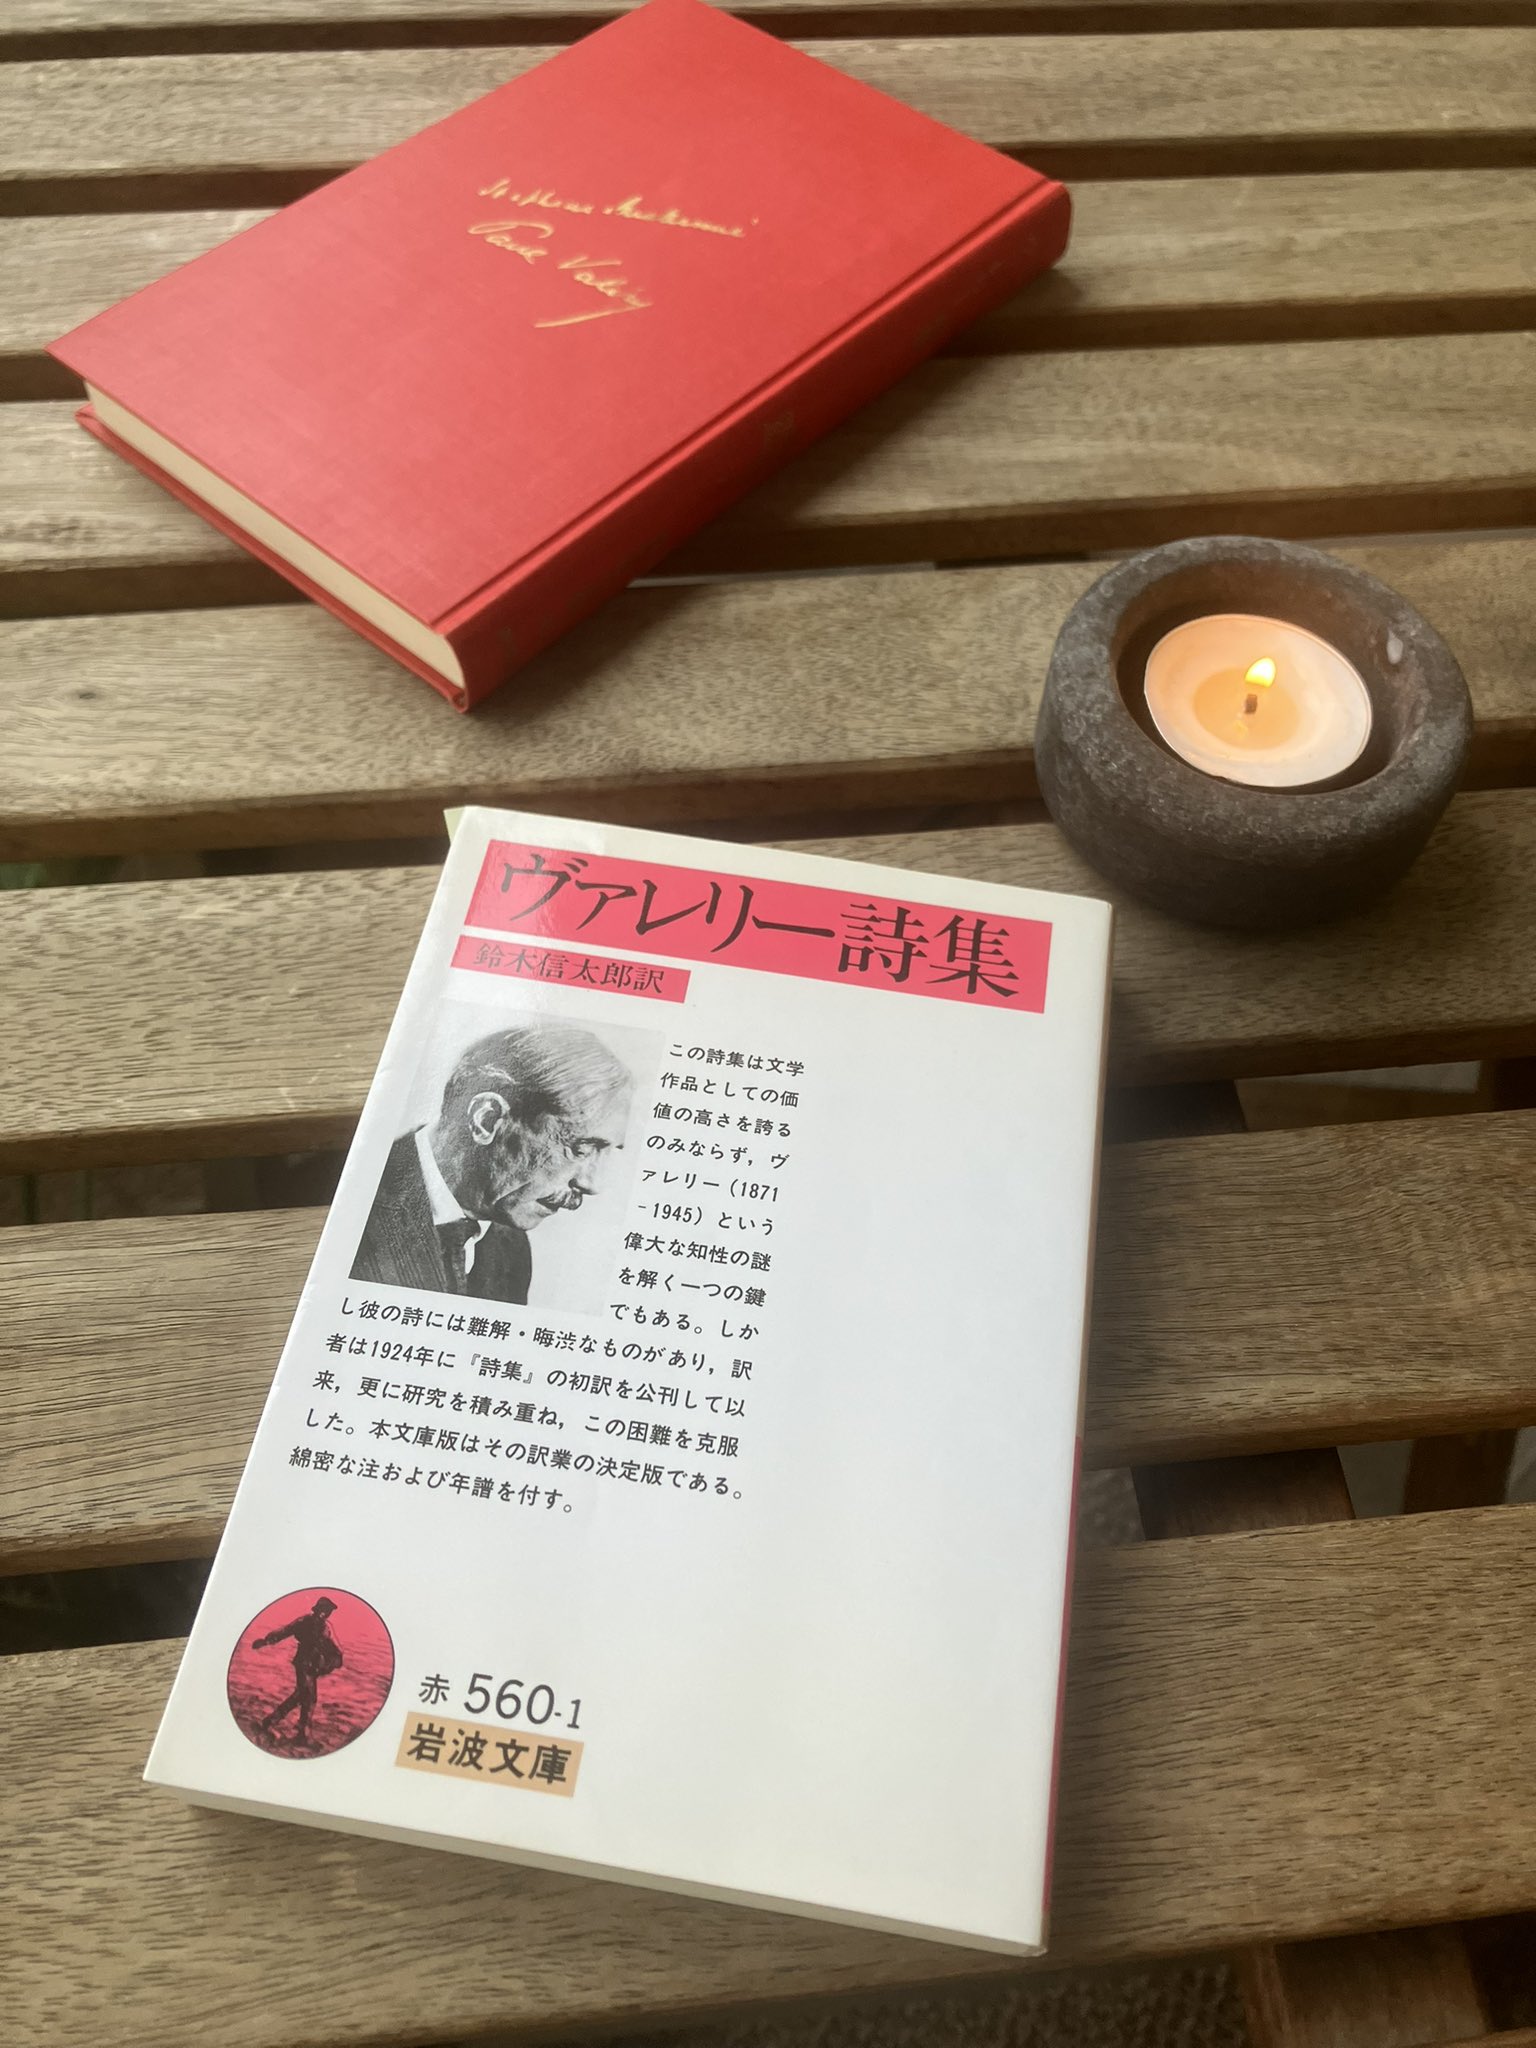 Stéphane Mallarmé
Paul Valéry
ヴァレリー詩集
鈴木信太郎訳
この詩集は文学
作品としての価
値の高さを誇る
のみならず，ヴ
ァレリー（1871
-1945）という
偉大な知性の謎
を解く一つの鍵
でもある。しか
し彼の詩には難解・晦渋なものがあり，訳
者は1924年に『詩集』の初訳を公刊して以
来，更に研究を積み重ね，この困難を克服
した。本文庫版はその訳業の決定版である。
綿密な注および年譜を付す。
赤 560-1
岩波文庫